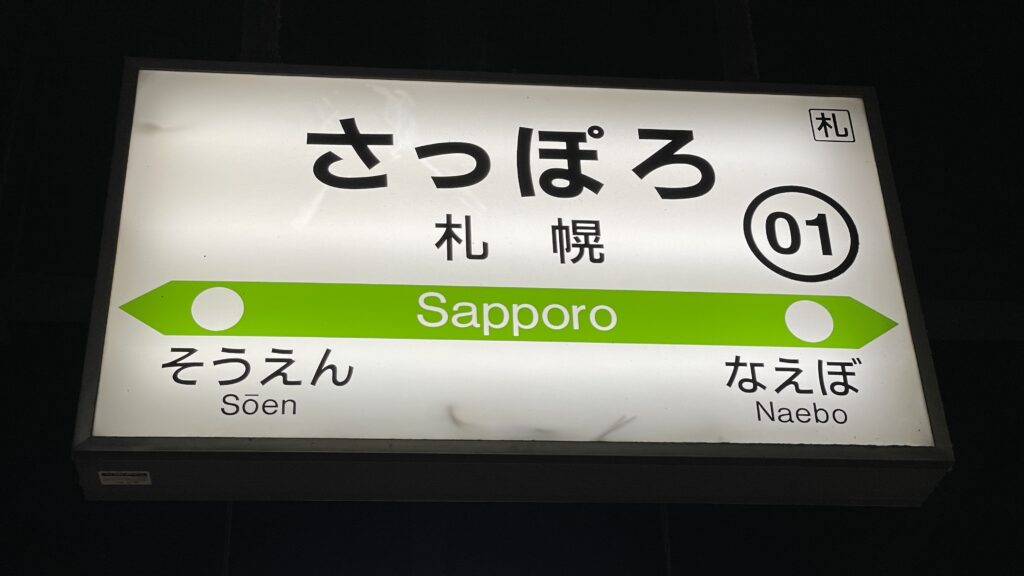 札
さっぽろ
札幌
01
Sapporo
そうえん
Sōen
なえぼ
Naebo